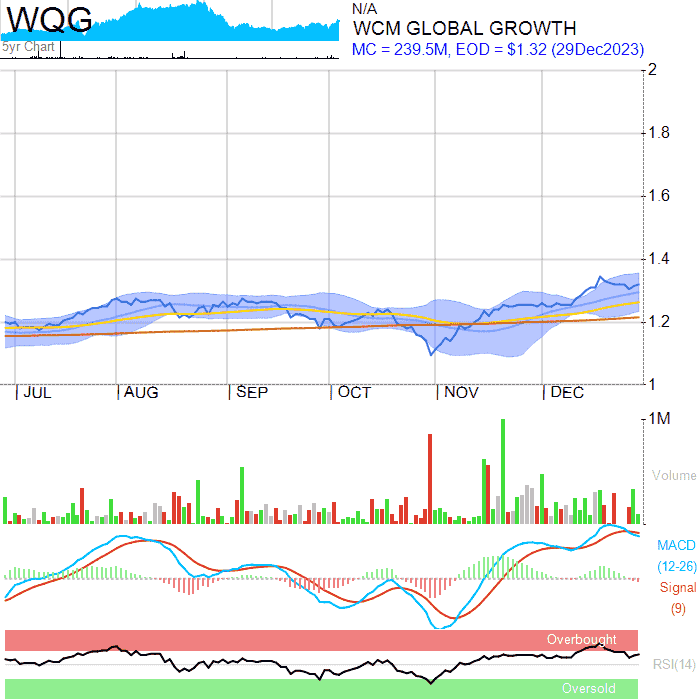 WQG
5yr Chart
N/A
WCM GLOBAL GROWTH
MC = 239.5M, EOD = $1.32 (29Dec2023)
2
1.8
1.6
1.4
1.2
1
JUL AUG SEP OCT NOV DEC
1M
Volume
MACD
(12-26)
Signal
(9)
Overbought
RSI(14)
Oversold